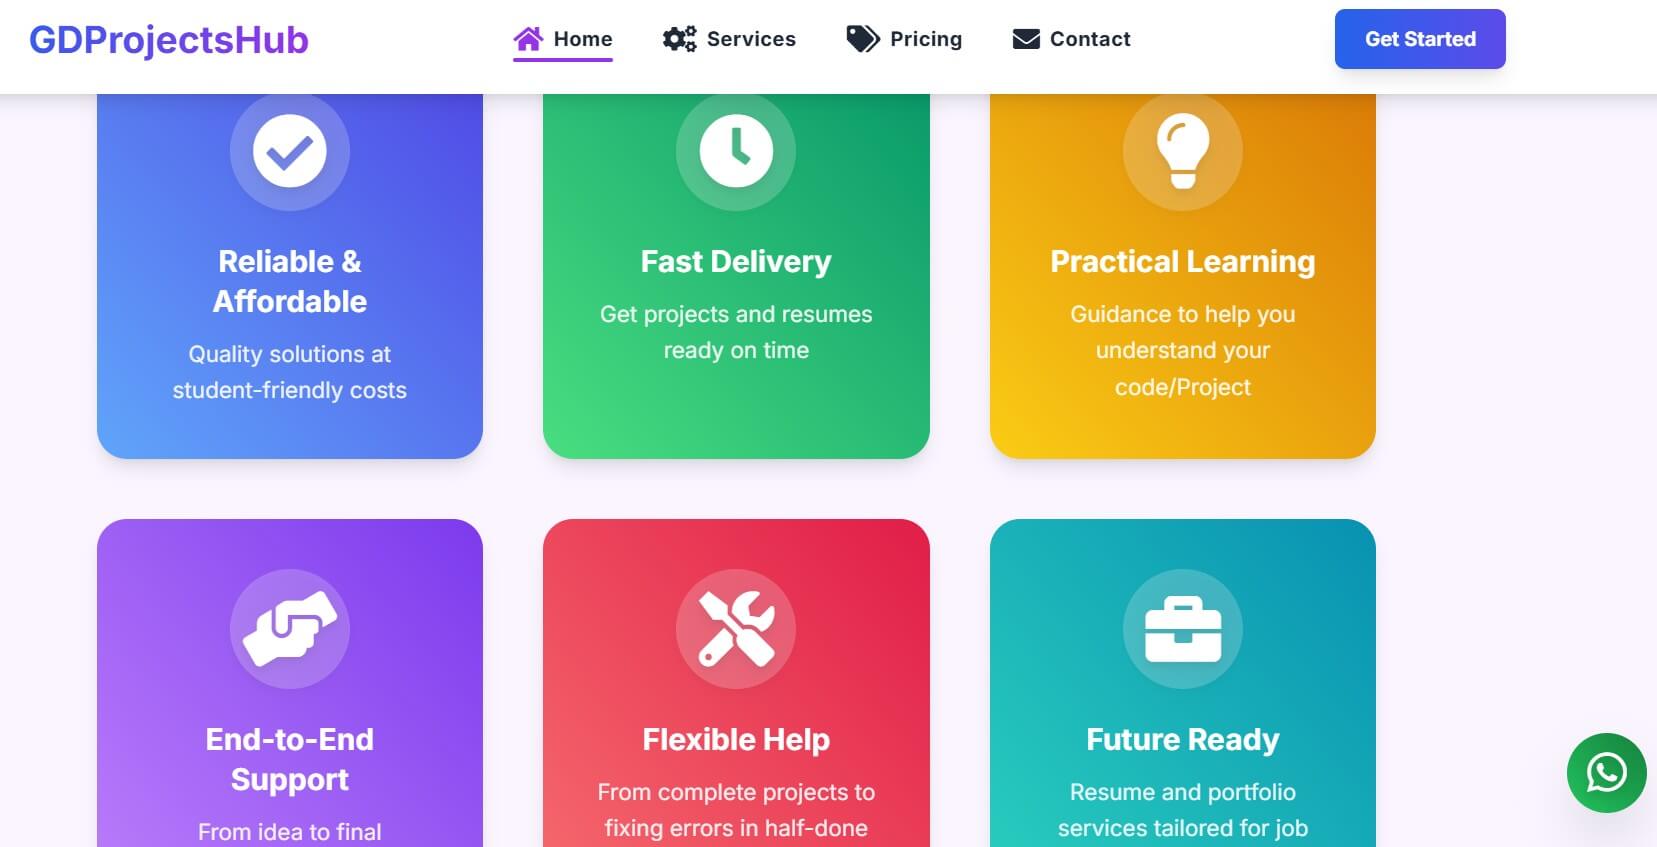 GDProjectsHub
Home
Services
Pricing
Contact
Get Started
Reliable &
Affordable
Quality solutions at
student-friendly costs
Fast Delivery
Get projects and resumes
ready on time
Practical Learning
Guidance to help you
understand your
code/Project
End-to-End
Support
From idea to final
Flexible Help
From complete projects to
fixing errors in half-done
Future Ready
Resume and portfolio
services tailored for job